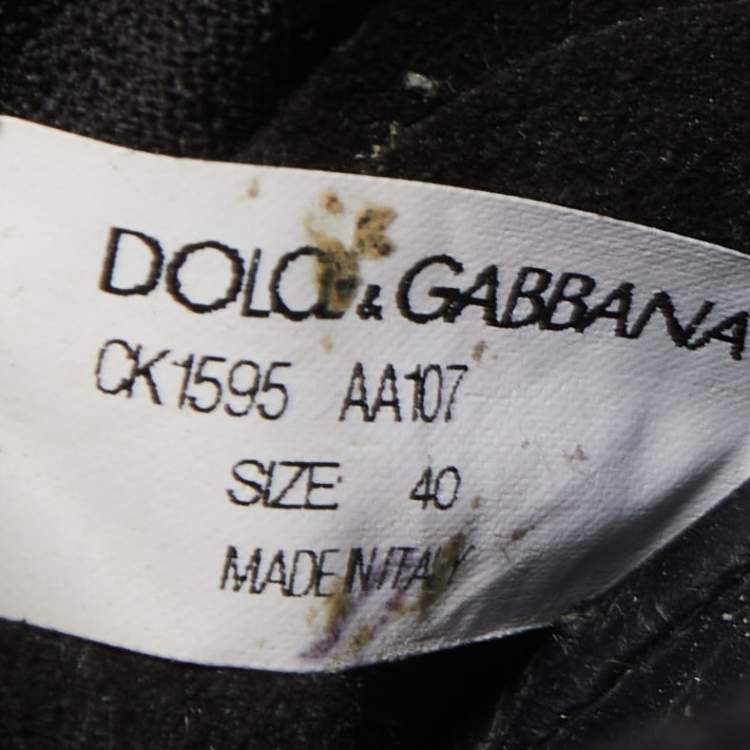 DOLCE & GABBANA
CK1595 AA107
SIZE 40
MADE IN ITALY